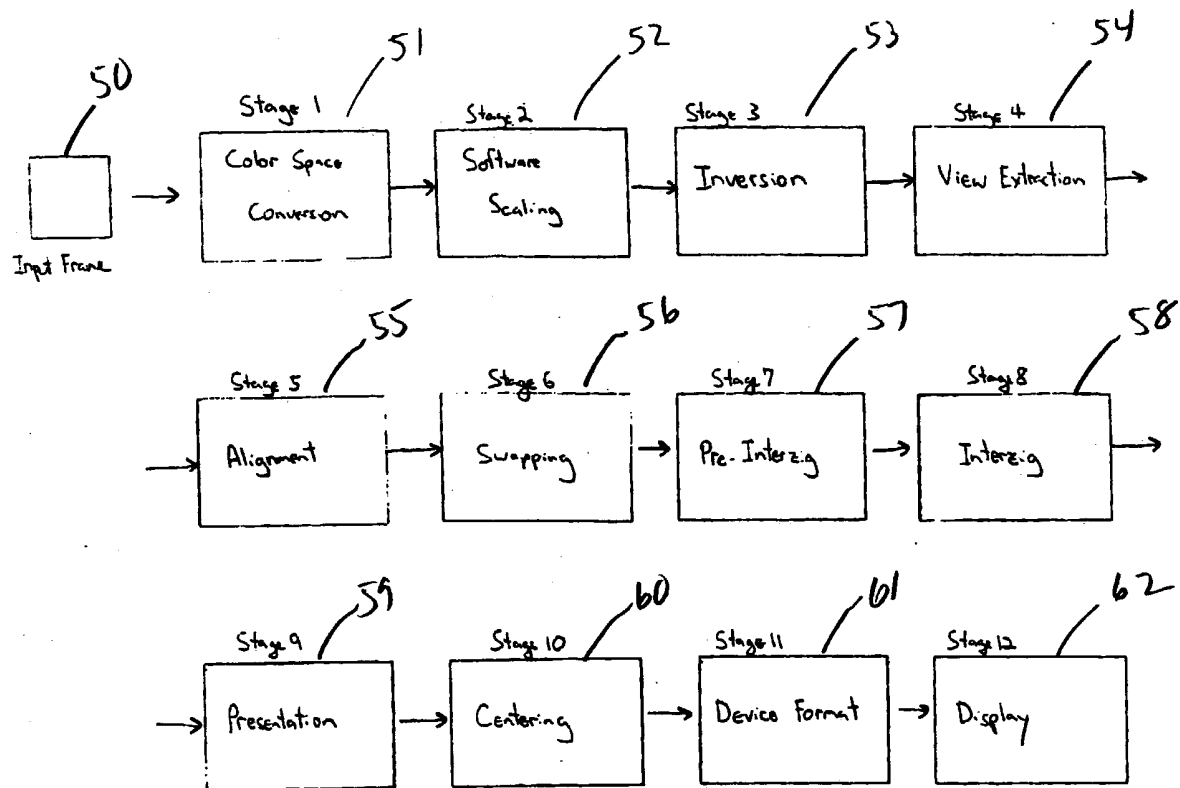 50
51
52
53
54
Stage 1
Stage 2
Stage 3
Stage 4
Color Space
Conversion
Software
Scaling
Inversion
View Extraction
Input Frame
55
56
57
58
Stage 5
Stage 6
Stage 7
Stage 8
Alignment
Swapping
Pre-Interzig
Interzig
59
60
61
62
Stage 9
Stage 10
Stage 11
Stage 12
Presentation
Centering
Device Format
Display